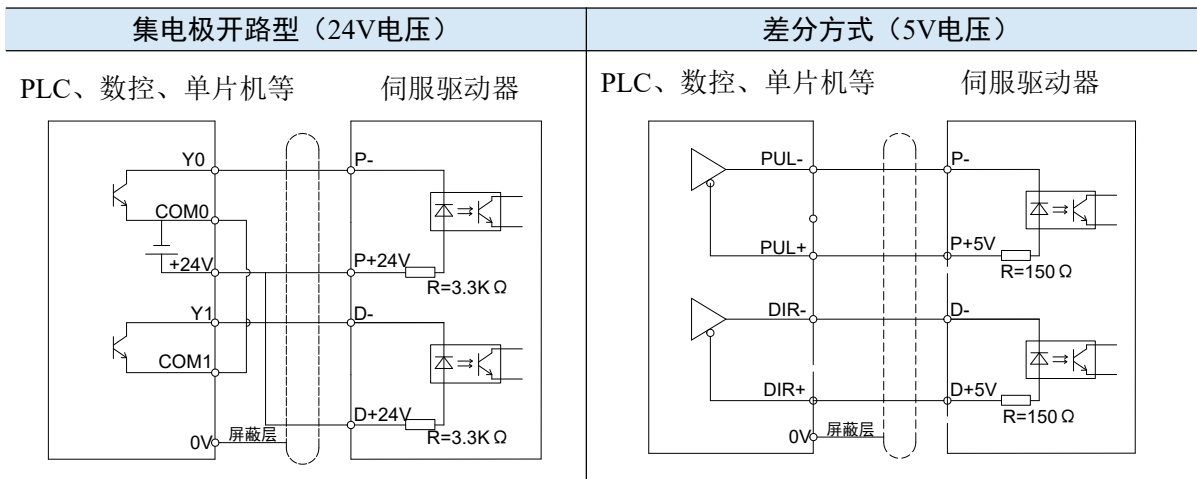 集电极开路型（24V电压）
PLC、数控、单片机等 伺服驱动器
Y0
P-
COM0
+24V
P+24V
R=3.3KΩ
Y1
D-
COM1
D+24V
R=3.3KΩ
0V
屏蔽层
差分方式（5V电压）
PLC、数控、单片机等 伺服驱动器
PUL-
P-
PUL+
P+5V
R=150Ω
DIR-
D-
DIR+
D+5V
R=150Ω
0V
屏蔽层